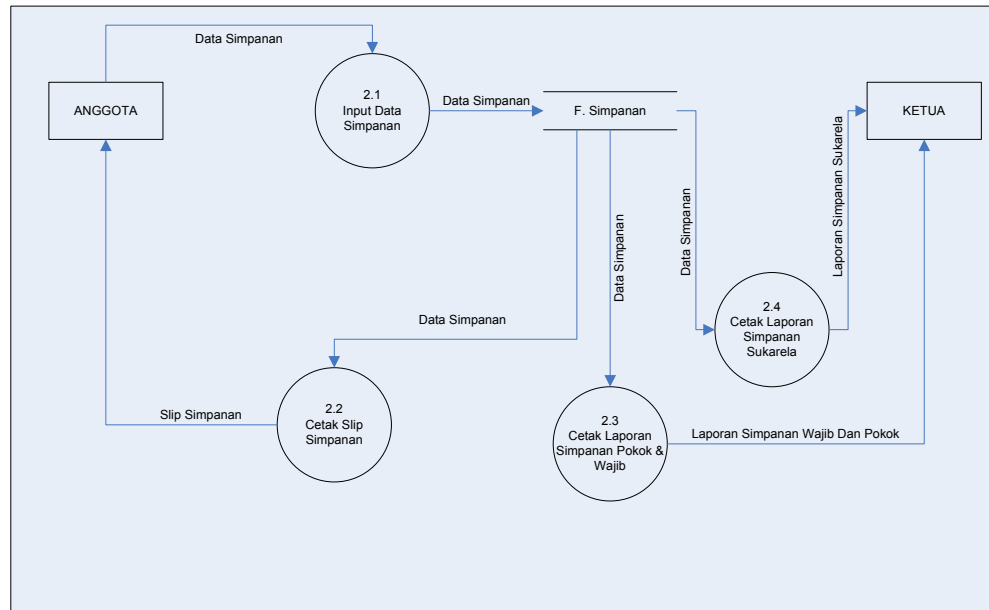 Data Simpanan
ANGGOTA
2.1
Input Data
Simpanan
Data Simpanan
F. Simpanan
KETUA
Laporan Simpanan Sukarela
Data Simpanan
Data Simpanan
2.4
Cetak Laporan
Simpanan
Sukarela
Data Simpanan
Slip Simpanan
2.2
Cetak Slip
Simpanan
2.3
Cetak Laporan
Simpanan Pokok &
Wajib
Laporan Simpanan Wajib Dan Pokok